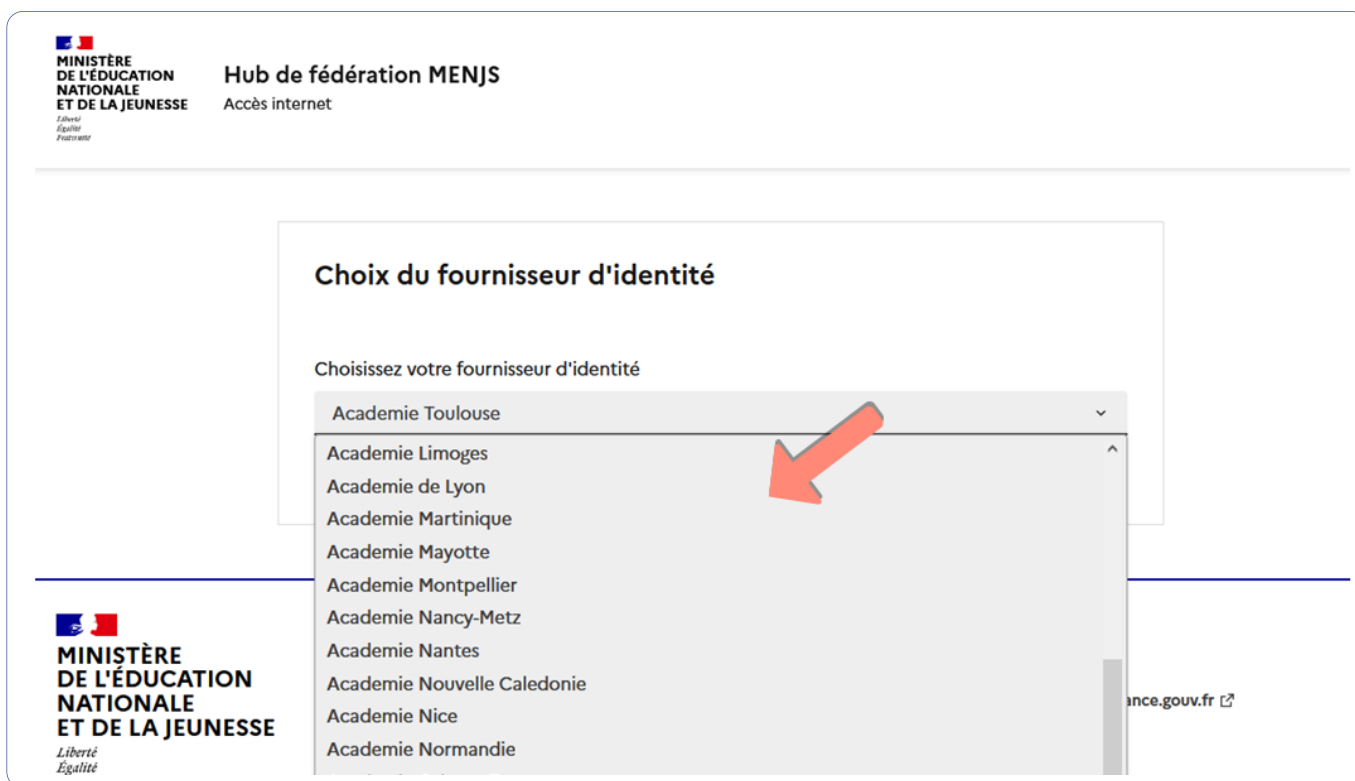 MINISTÈRE
DE L'ÉDUCATION
NATIONALE
ET DE LA JEUNESSE
Liberté
Égalité
Fraternité
Hub de fédération MENJS
Accès internet
Choix du fournisseur d'identité
Choisissez votre fournisseur d'identité
Academie Toulouse
Academie Limoges
Academie de Lyon
Academie Martinique
Academie Mayotte
Academie Montpellier
Academie Nancy-Metz
Academie Nantes
Academie Nouvelle Caledonie
Academie Nice
Academie Normandie
MINISTÈRE
DE L'ÉDUCATION
NATIONALE
ET DE LA JEUNESSE
Liberté
Égalité
ance.gouv.fr